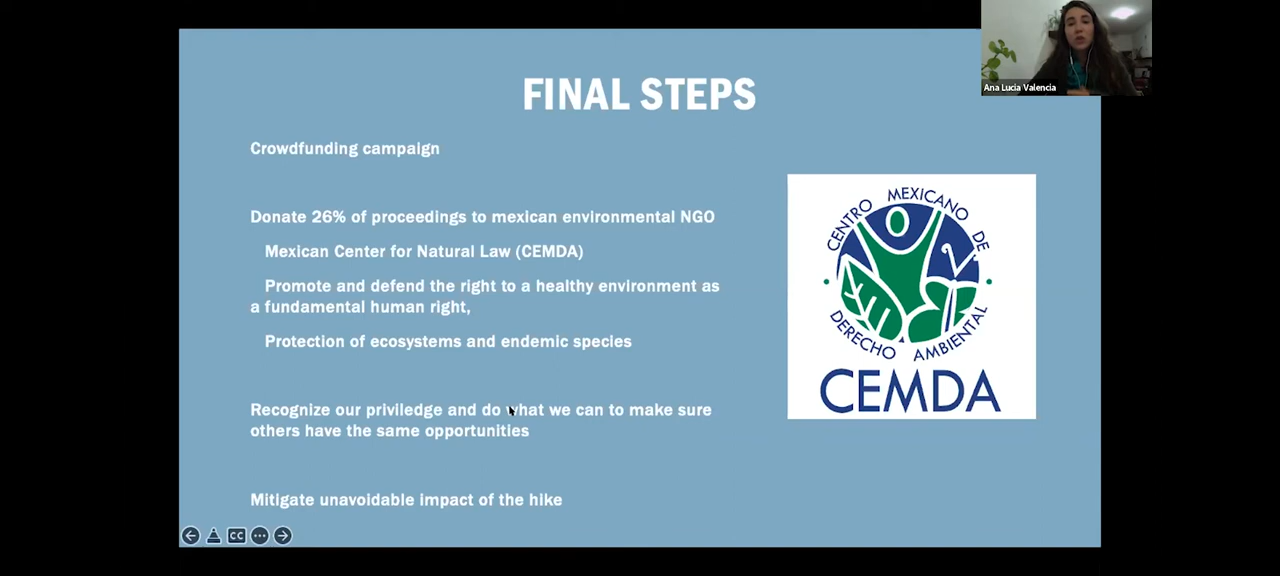 Ana Lucia Valencia
FINAL STEPS
Crowdfunding campaign
Donate 26% of proceedings to mexican environmental NGO
Mexican Center for Natural Law (CEMDA)
Promote and defend the right to a healthy environment as
a fundamental human right,
Protection of ecosystems and endemic species
Recognize our priviledge and do what we can to make sure
others have the same opportunities
Mitigate unavoidable impact of the hike
CENTRO MEXICANO DE
DERECHO AMBIENTAL
CEMDA
CC